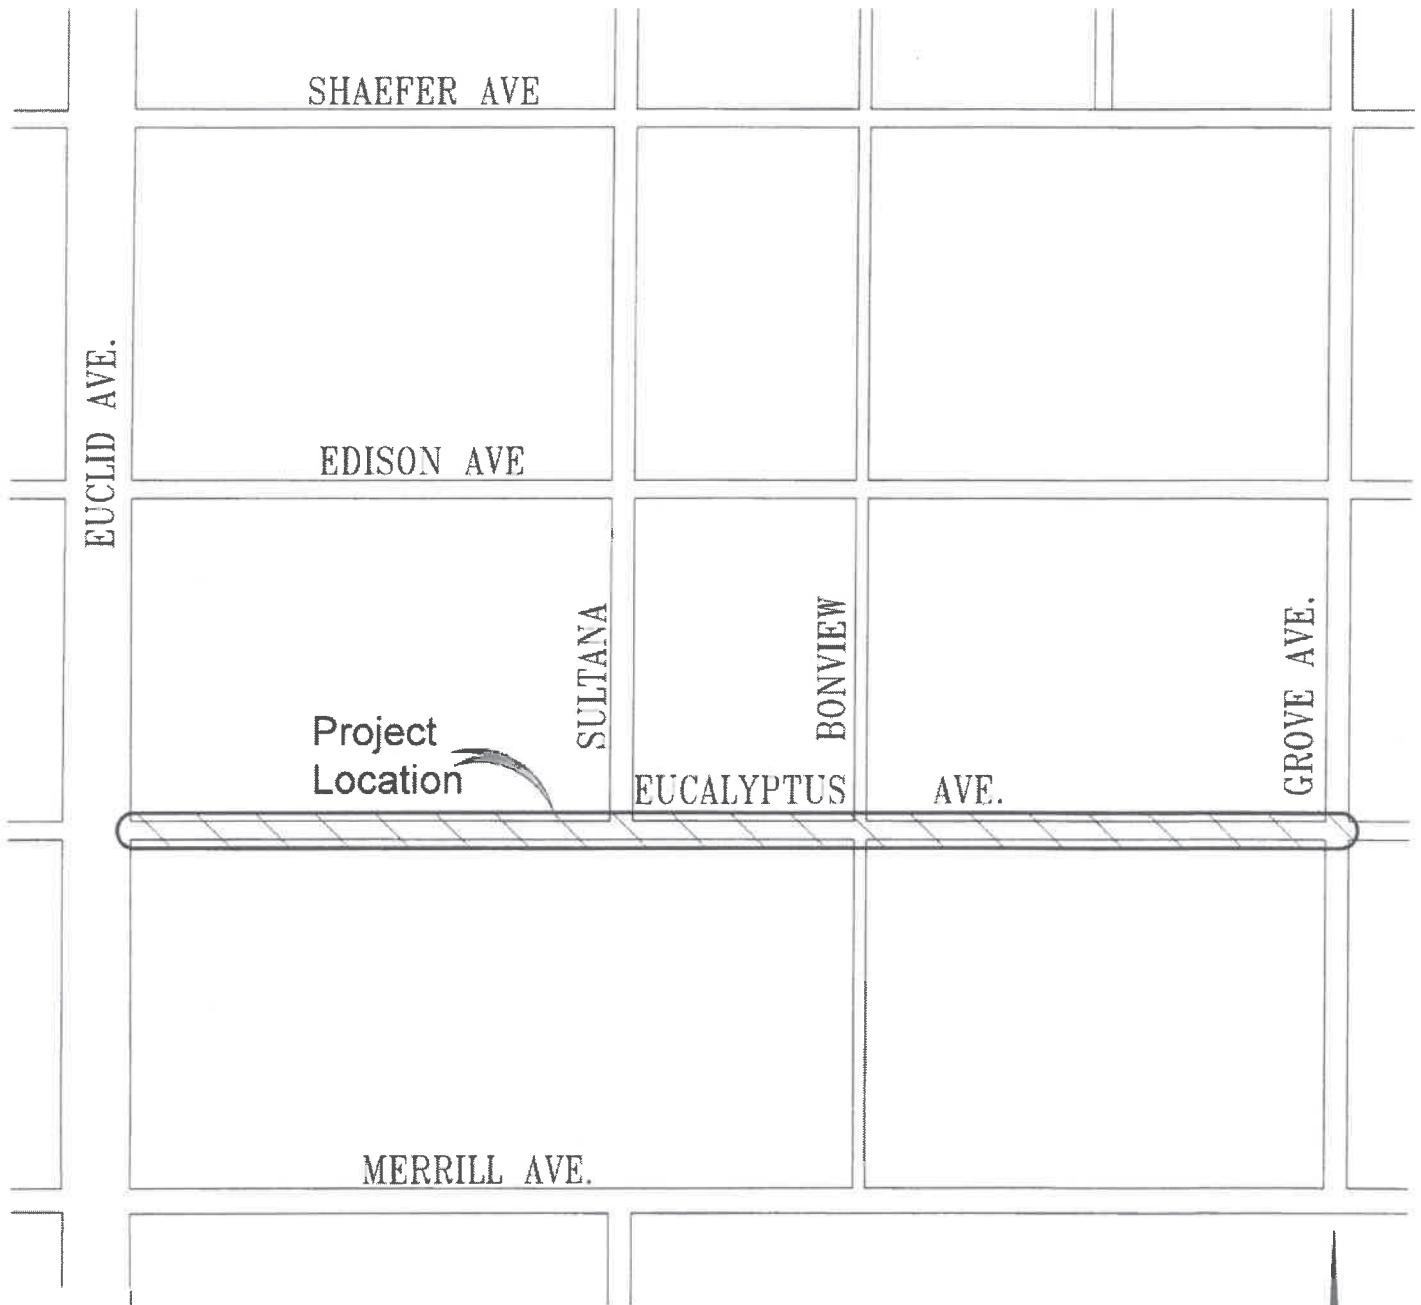 SHAEFER AVE
EUCLID AVE.
EDISON AVE
SULTANA
BONVIEW
GROVE AVE.
Project
Location
EUCALYPTUS AVE.
MERRILL AVE.